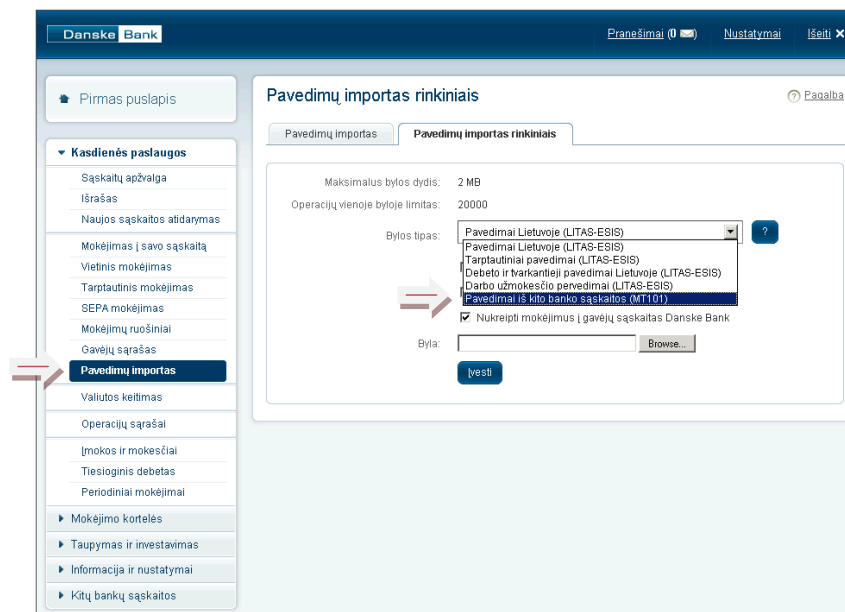 Danske Bank
Pranešimai (0 ) Nustatymai Išeiti ×
Pirmas puslapis
Kasdienės paslaugos
Sąskaitų apžvalga
Išrašas
Naujos sąskaitos atidarymas
Mokėjimas į savo sąskaitą
Vietinis mokėjimas
Tarptautinis mokėjimas
SEPA mokėjimas
Mokėjimų ruošiniai
Gavėjų sąrašas
Pavedimų importas
Valiutos keitimas
Operacijų sąrašai
Įmokos ir mokesčiai
Tiesioginis debetas
Periodiniai mokėjimai
Mokėjimo kortelės
Taupymas ir investavimas
Informacija ir nustatymai
Kitų bankų sąskaitos
Pavedimų importas rinkiniais
? Pagalba
Pavedimų importas Pavedimų importas rinkiniais
Maksimalus bylos dydis: 2 MB
Operacijų vienoje byloje limitas: 20000
Bylos tipas: Pavedimai Lietuvoje (LITAS-ESIS) ?
Pavedimai Lietuvoje (LITAS-ESIS)
Tarptautiniai pavedimai (LITAS-ESIS)
Debeto ir tvarkantieji pavedimai Lietuvoje (LITAS-ESIS)
Darbo užmokesčio pervedimai (LITAS-ESIS)
Pavedimai iš kito banko sąskaitos (MT101)
Nukreipti mokėjimus į gavėjų sąskaitas Danske Bank
Byla: Browse...
Įvesti